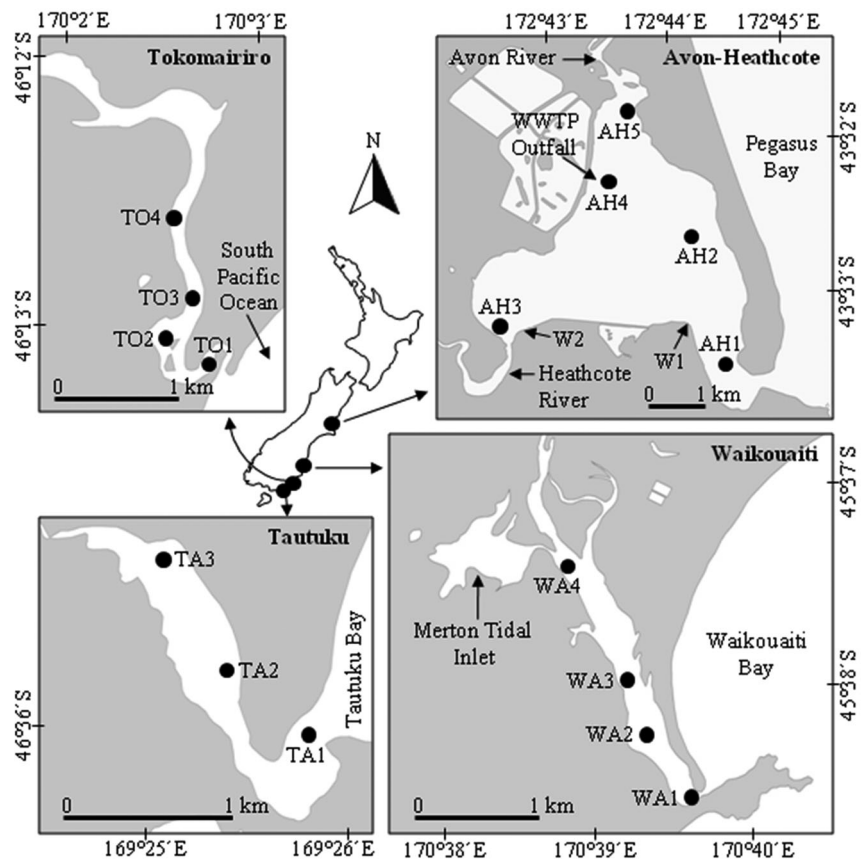 170°2´E
170°3´E
172°43´E
172°44´E
172°45´E
46°12´S
Tokomairiro
TO4
South
Pacific
Ocean
TO3
TO2
TO1
46°13´S
0
1 km
N
Avon River
Avon-Heathcote
WWTP
Outfall
AH5
Pegasus
Bay
AH4
AH2
AH3
W2
W1
AH1
Heathcote
River
0
1 km
43°32´S
43°33´S
Tautuku
TA3
TA2
TA1
Tautuku Bay
46°36´S
0
1 km
169°25´E
169°26´E
Waikouaiti
WA4
Merton Tidal
Inlet
Waikouaiti
Bay
WA3
WA2
WA1
0
1 km
45°37´S
45°38´S
170°38´E
170°39´E
170°40´E